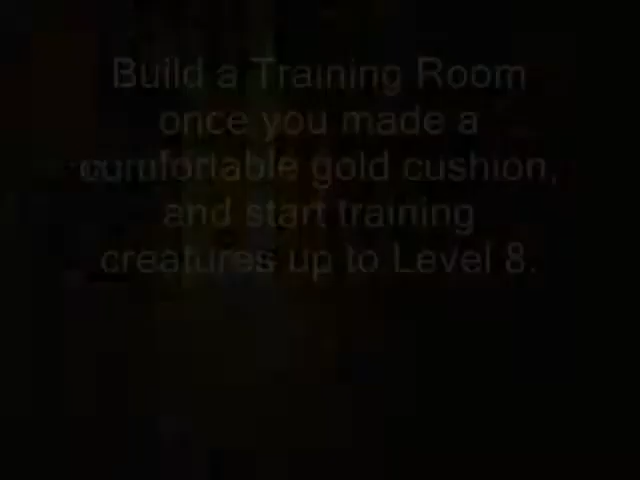 Build a Training Room
once you made a
comfortable gold cushion,
and start training
creatures up to Level 8.